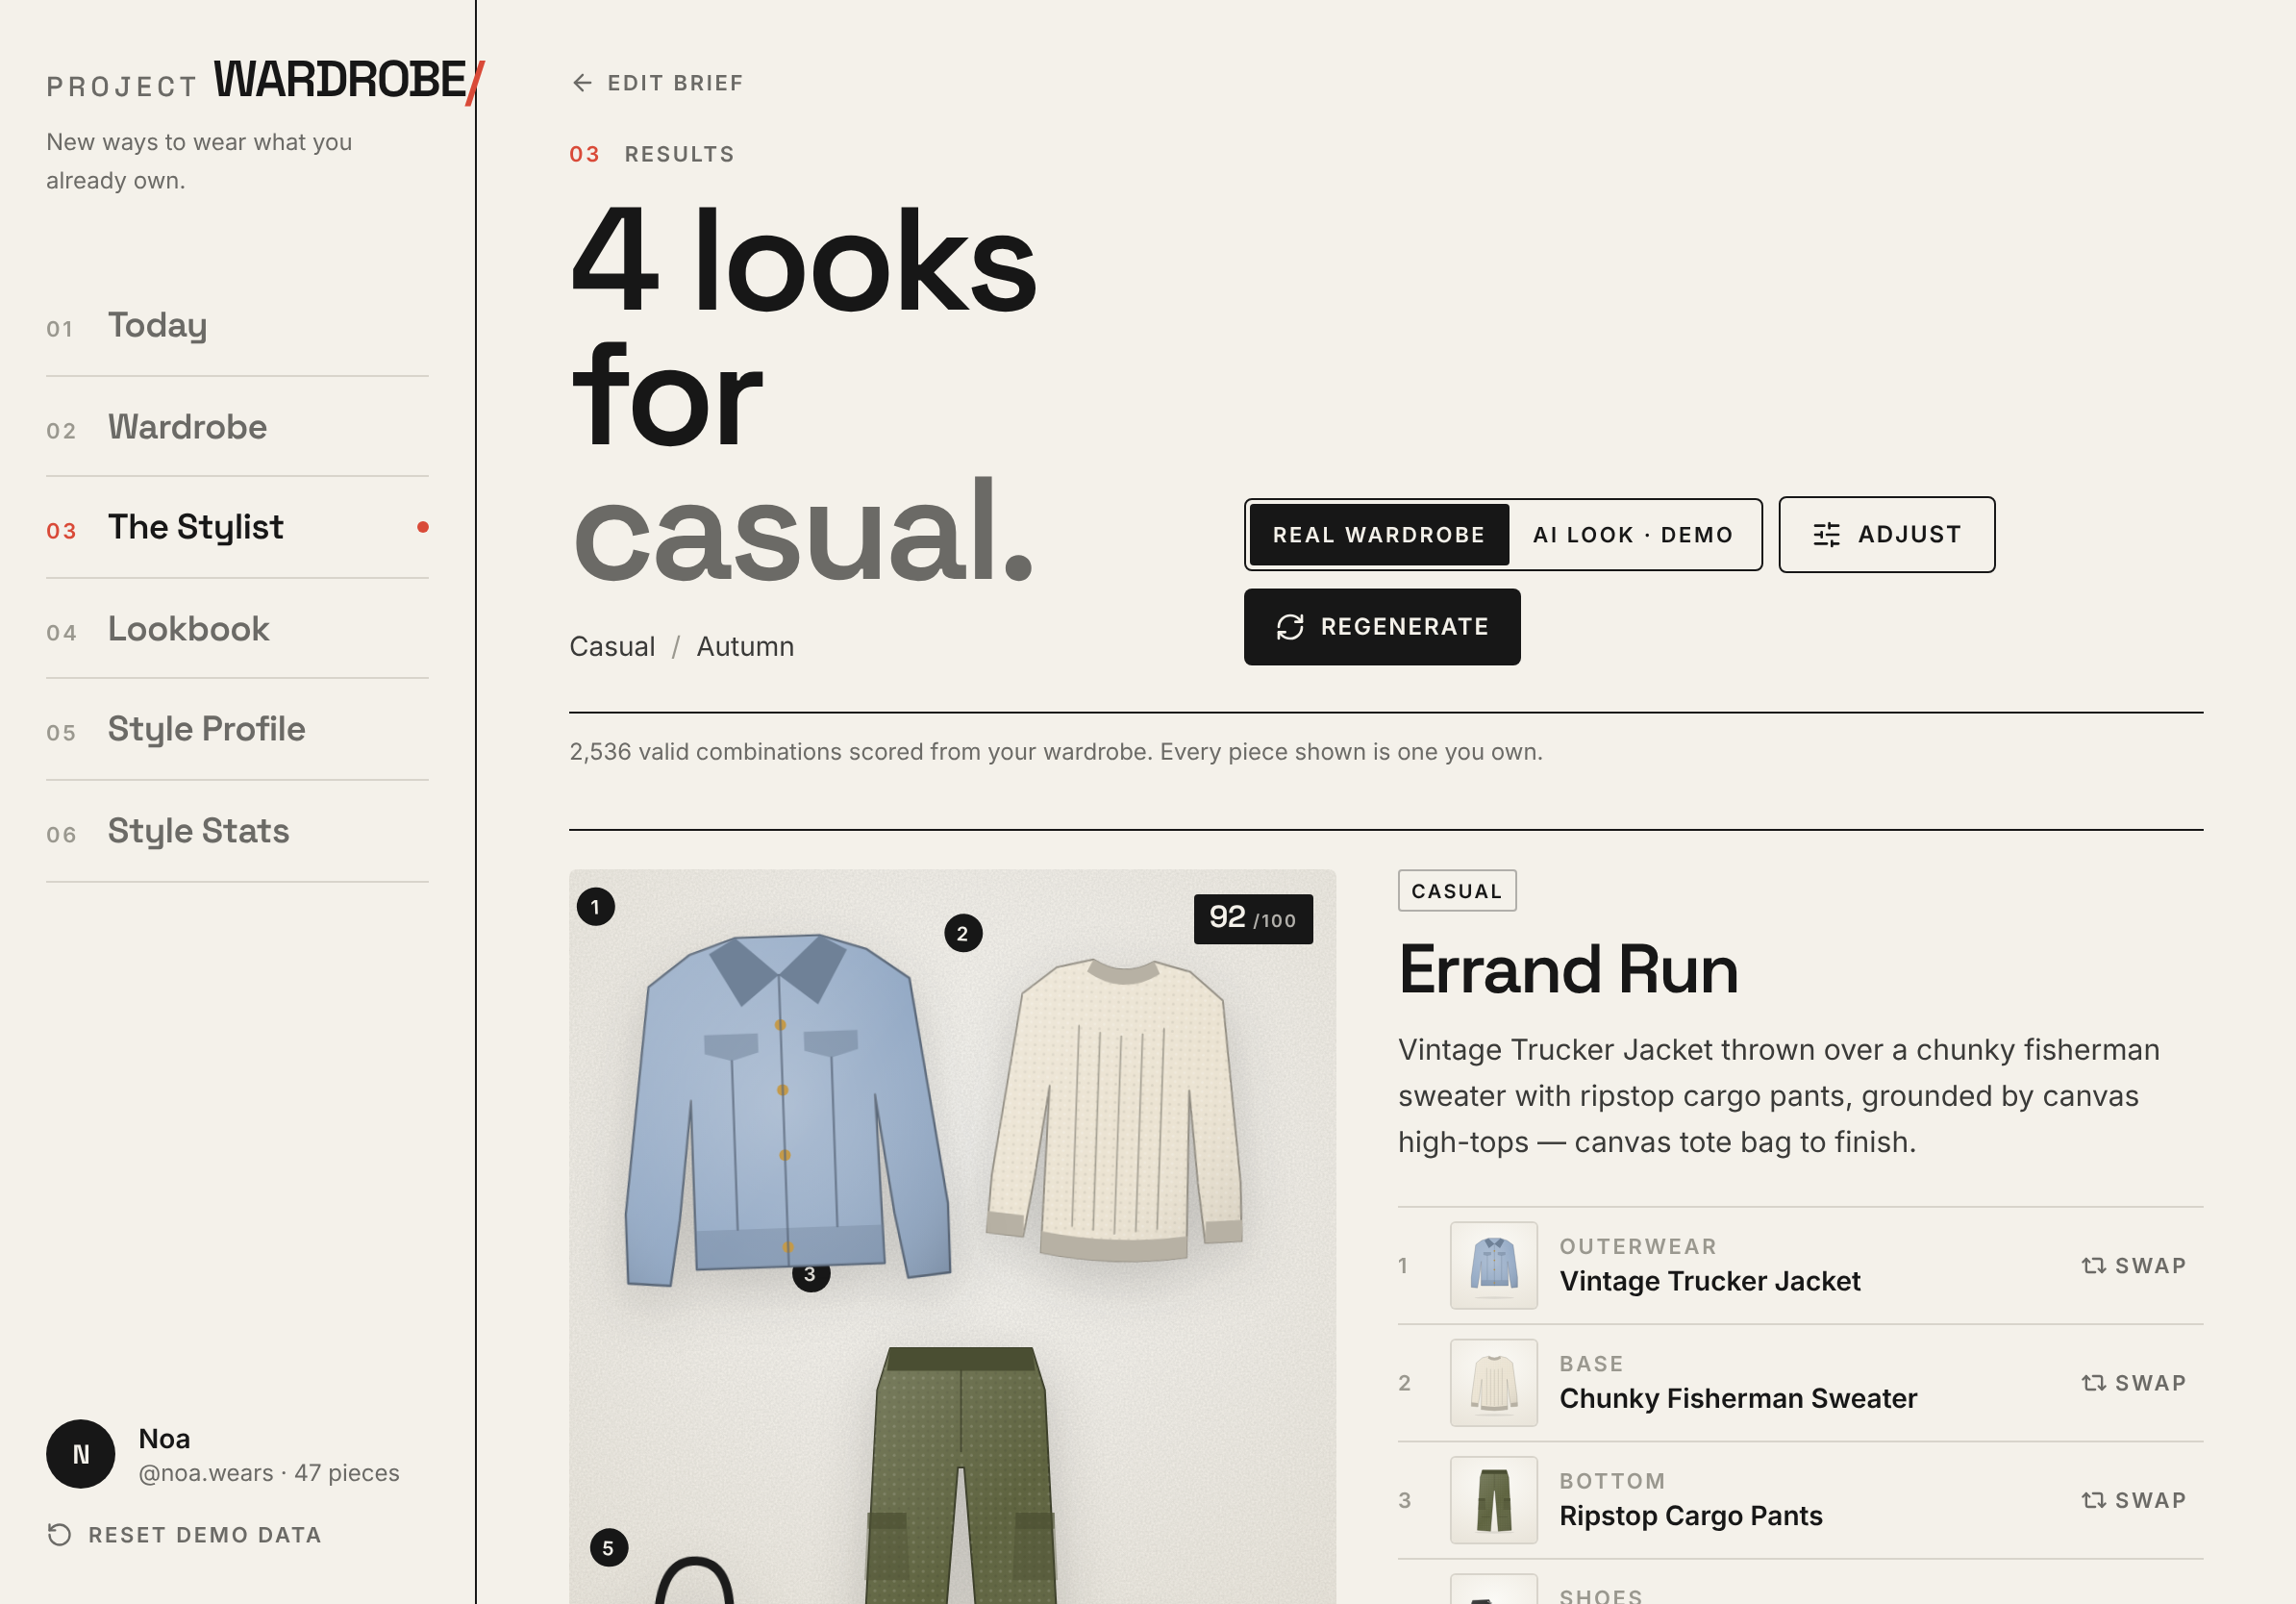 PROJECT WARDROBE/
New ways to wear what you
already own.
01 Today
02 Wardrobe
03 The Stylist
04 Lookbook
05 Style Profile
06 Style Stats
N
Noa
@noa.wears · 47 pieces
RESET DEMO DATA
EDIT BRIEF
03 RESULTS
4 looks
for
casual.
Casual / Autumn
REAL WARDROBE
AI LOOK · DEMO
ADJUST
REGENERATE
2,536 valid combinations scored from your wardrobe. Every piece shown is one you own.
1
2
92 /100
3
5
CASUAL
Errand Run
Vintage Trucker Jacket thrown over a chunky fisherman
sweater with ripstop cargo pants, grounded by canvas
high-tops — canvas tote bag to finish.
1 OUTERWEAR
Vintage Trucker Jacket
SWAP
2 BASE
Chunky Fisherman Sweater
SWAP
3 BOTTOM
Ripstop Cargo Pants
SWAP
SHOES